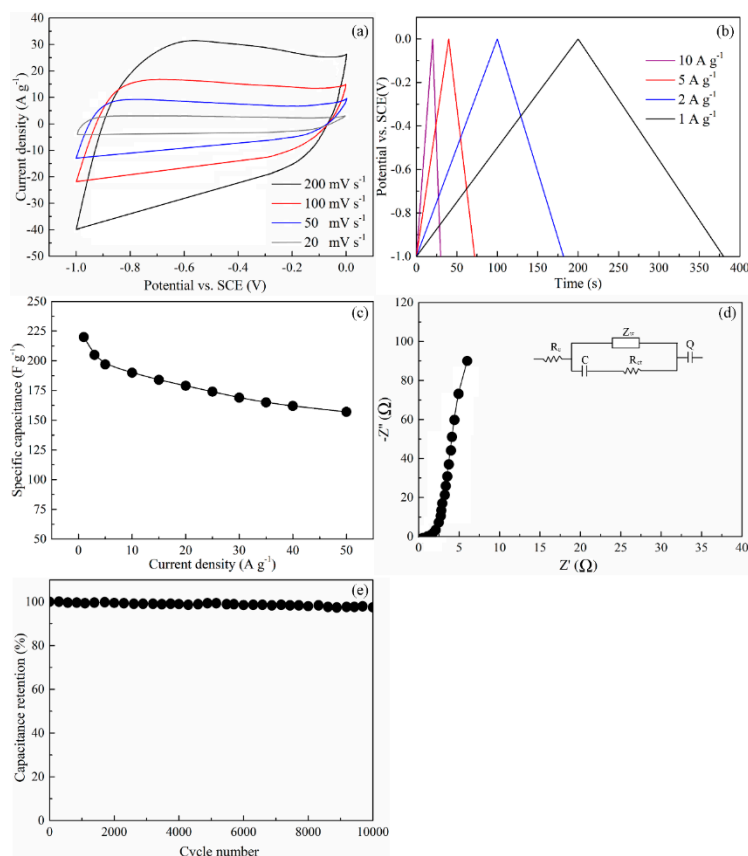 (a)
40
30
20
10
0
-10
-20
-30
-40
-50
Current density (A g⁻¹)
200 mV s⁻¹
100 mV s⁻¹
50 mV s⁻¹
20 mV s⁻¹
-1.0 -0.8 -0.6 -0.4 -0.2 0.0
Potential vs. SCE (V)
(b)
0.0
-0.2
-0.4
-0.6
-0.8
-1.0
Potential vs. SCE(V)
10 A g⁻¹
5 A g⁻¹
2 A g⁻¹
1 A g⁻¹
0 50 100 150 200 250 300 350 400
Time (s)
(c)
250
225
200
175
150
125
100
75
50
Specific capacitance (F g⁻¹)
0 10 20 30 40 50
Current density (A g⁻¹)
(d)
120
100
80
60
40
20
0
-Z'' (Ω)
C
Q
0 5 10 15 20 25 30 35 40
Z' (Ω)
(e)
100
80
60
40
20
0
Capacitance retention (%)
0 2000 4000 6000 8000 10000
Cycle number